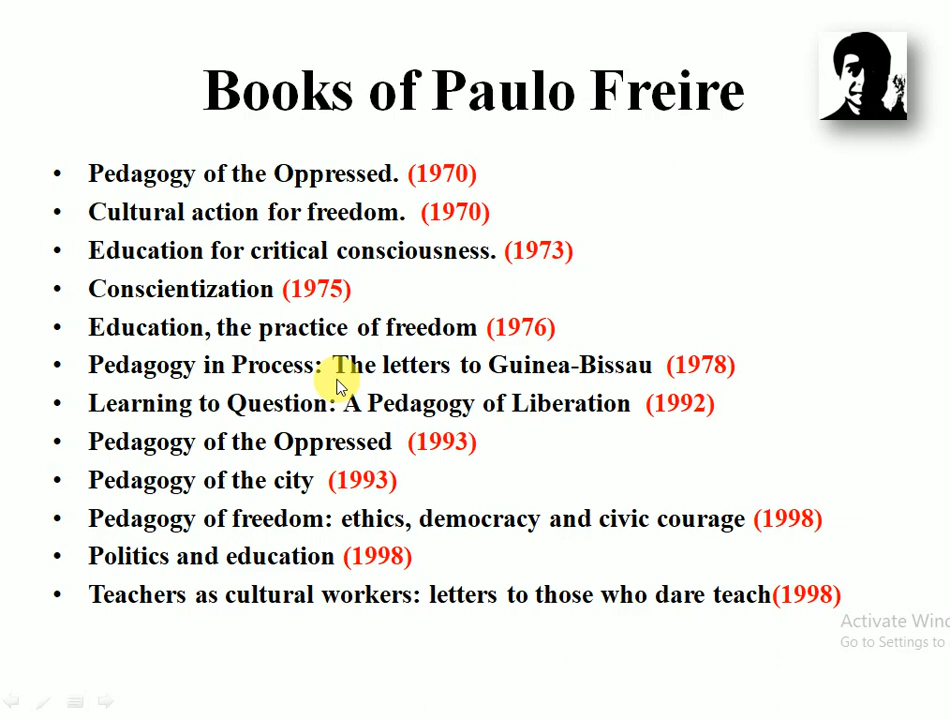 Books of Paulo Freire
• Pedagogy of the Oppressed. (1970)
• Cultural action for freedom. (1970)
• Education for critical consciousness. (1973)
• Conscientization (1975)
• Education, the practice of freedom (1976)
• Pedagogy in Process: The letters to Guinea-Bissau (1978)
• Learning to Question: A Pedagogy of Liberation (1992)
• Pedagogy of the Oppressed (1993)
• Pedagogy of the city (1993)
• Pedagogy of freedom: ethics, democracy and civic courage (1998)
• Politics and education (1998)
• Teachers as cultural workers: letters to those who dare teach(1998)
Activate Winc
Go to Settings to